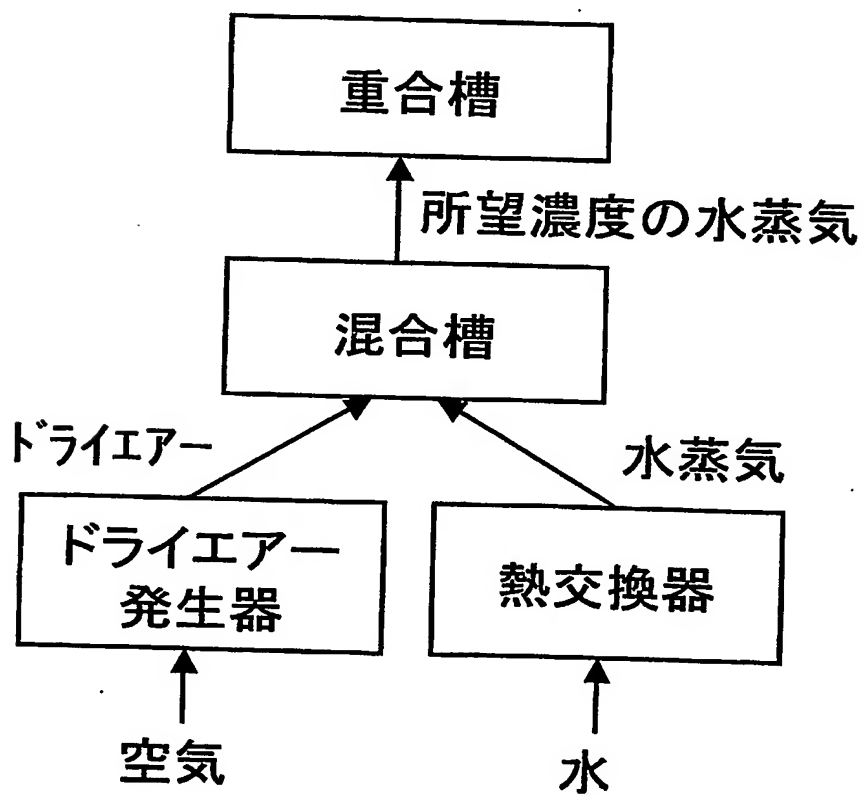 重合槽
所望濃度の水蒸気
混合槽
ドライエアー
水蒸気
ドライエアー
発生器
熱交換器
空気
水